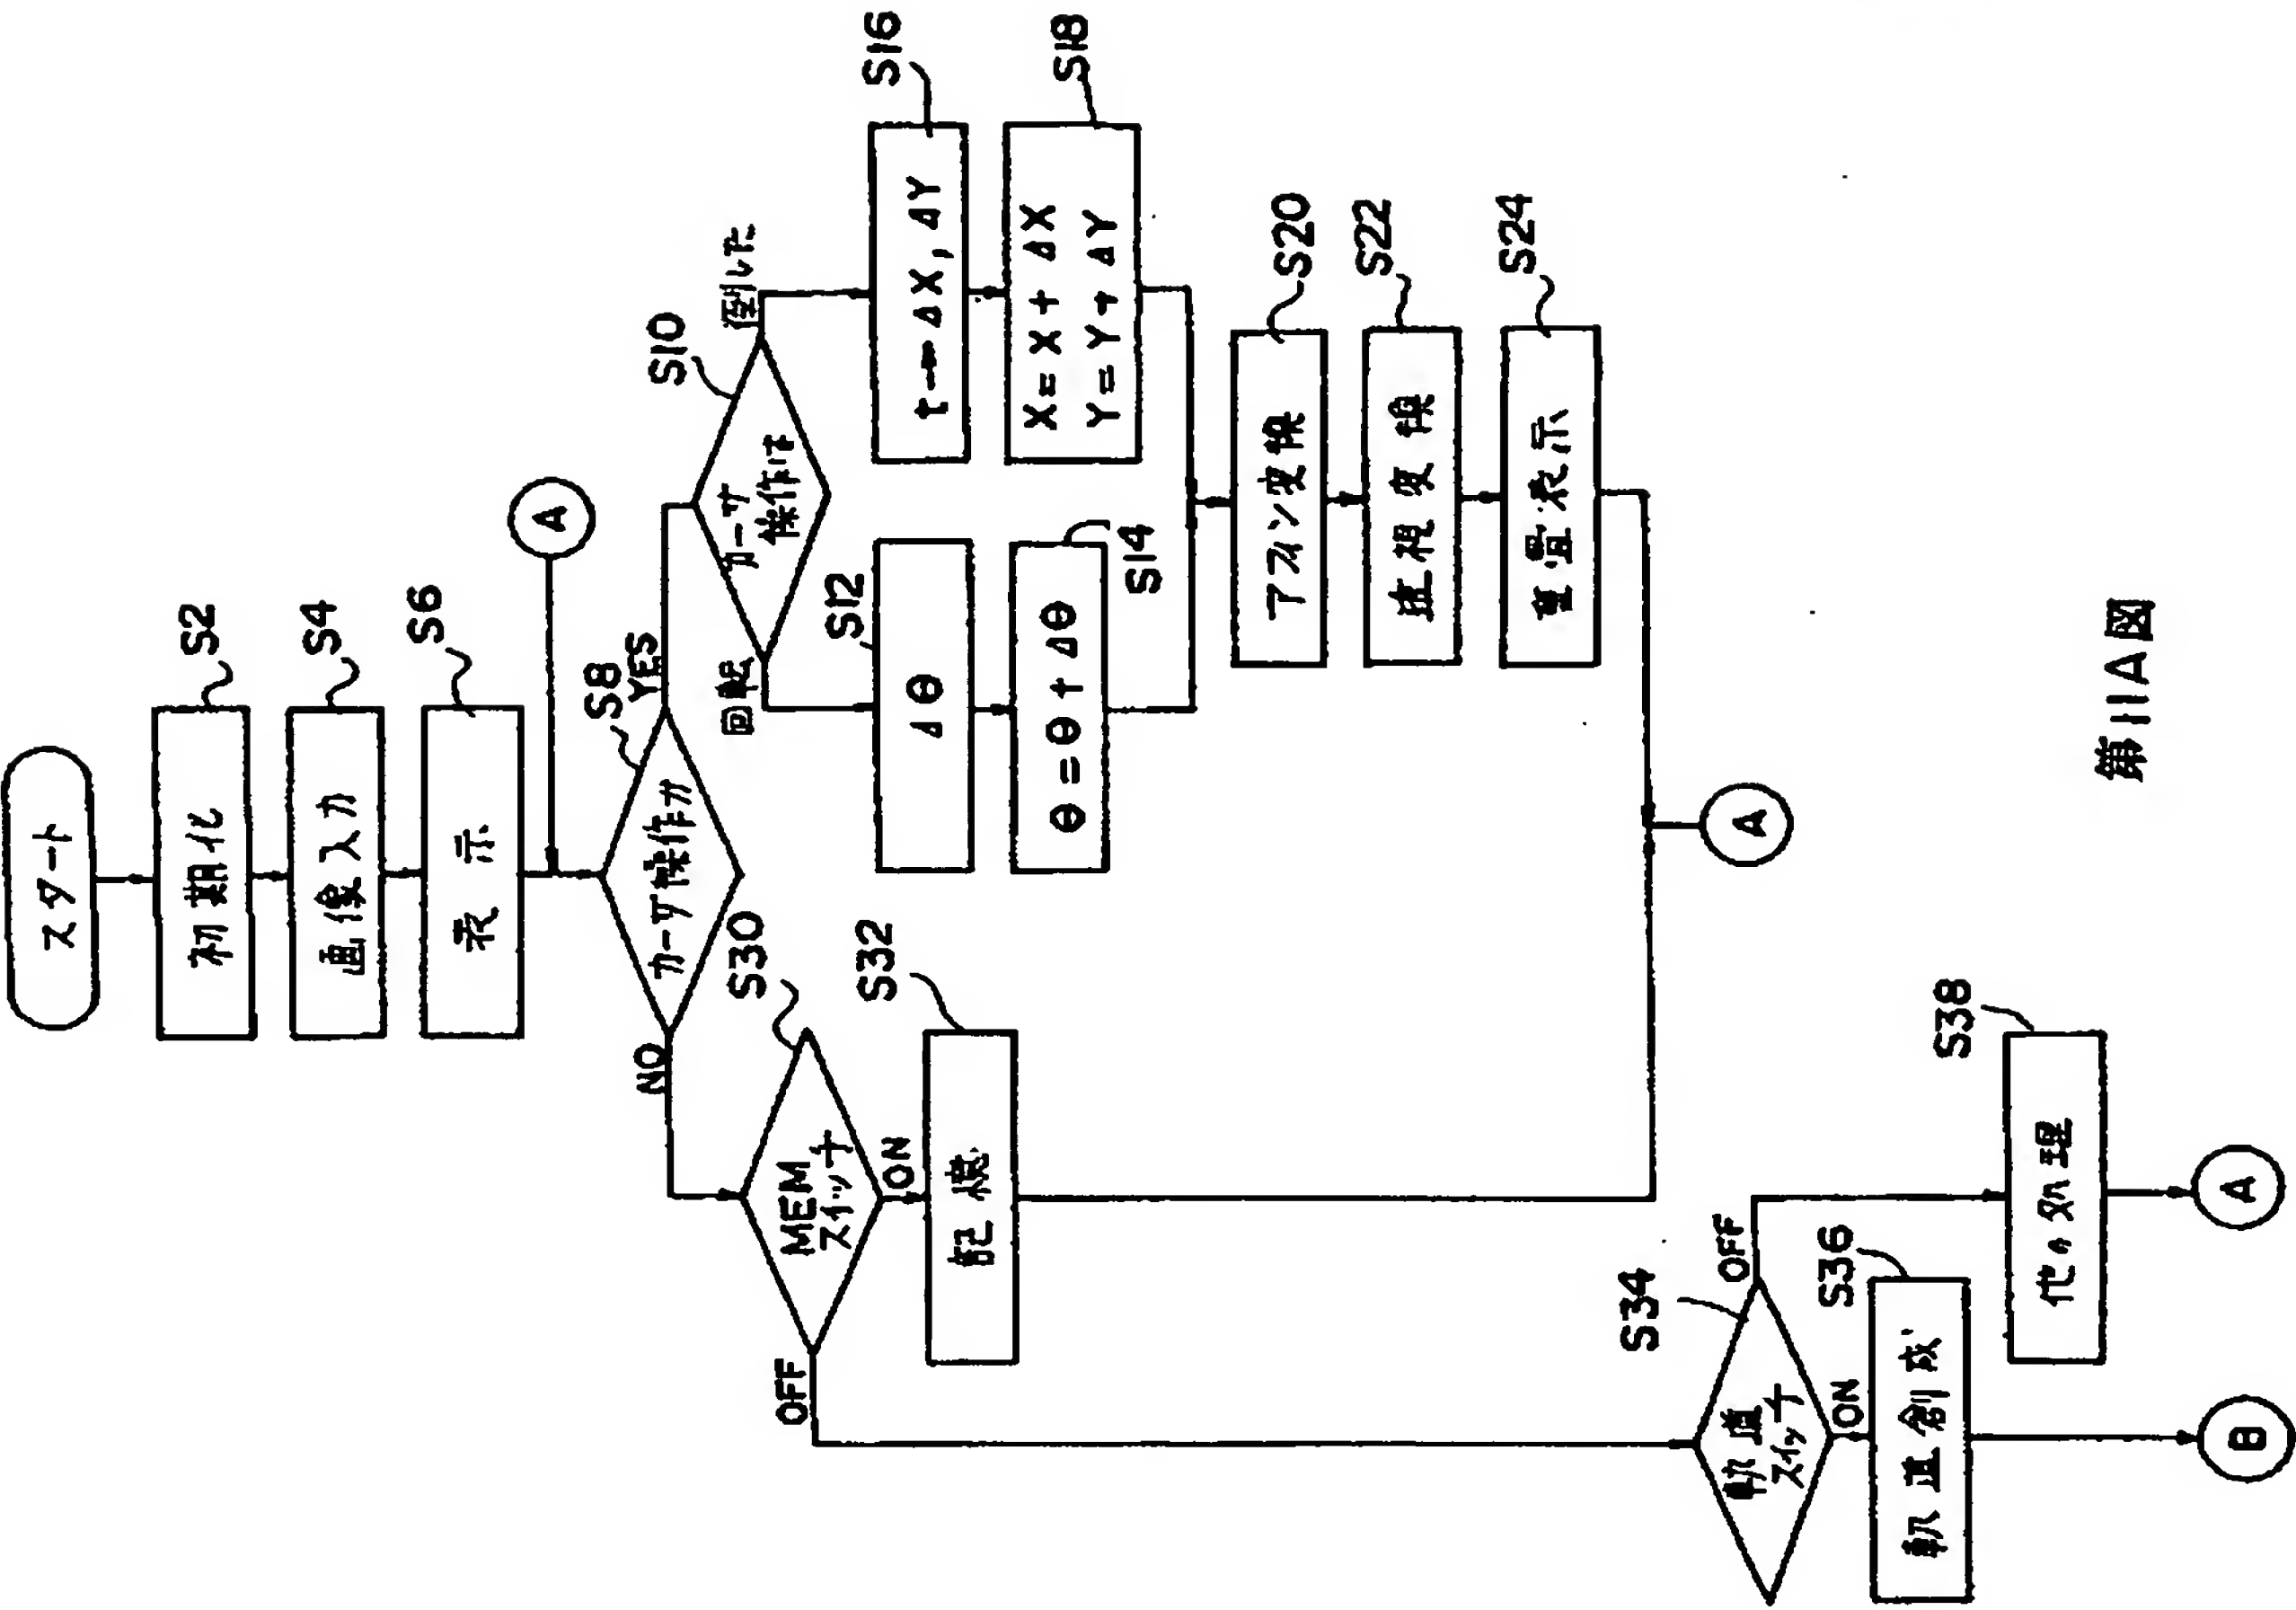 スタート
S2
初期化
S4
画像入力
S6
表示
A
S8
カーソ操作か
YES
NO
S10
カーソ
操作は
回転
倒した
S12
Δθ
S14
θ=θ+Δθ
S16
t→ΔX, ΔY
S18
X=X+ΔX
Y=Y+ΔY
S20
アフィン変換
S22
透視変換
S24
重畳表示
A
S30
MEM
スイッチ
ON
OFF
S32
記憶
S34
軌道
スイッチ
ON
OFF
S36
軌道創成
B
S38
他の処理
A
第11A図